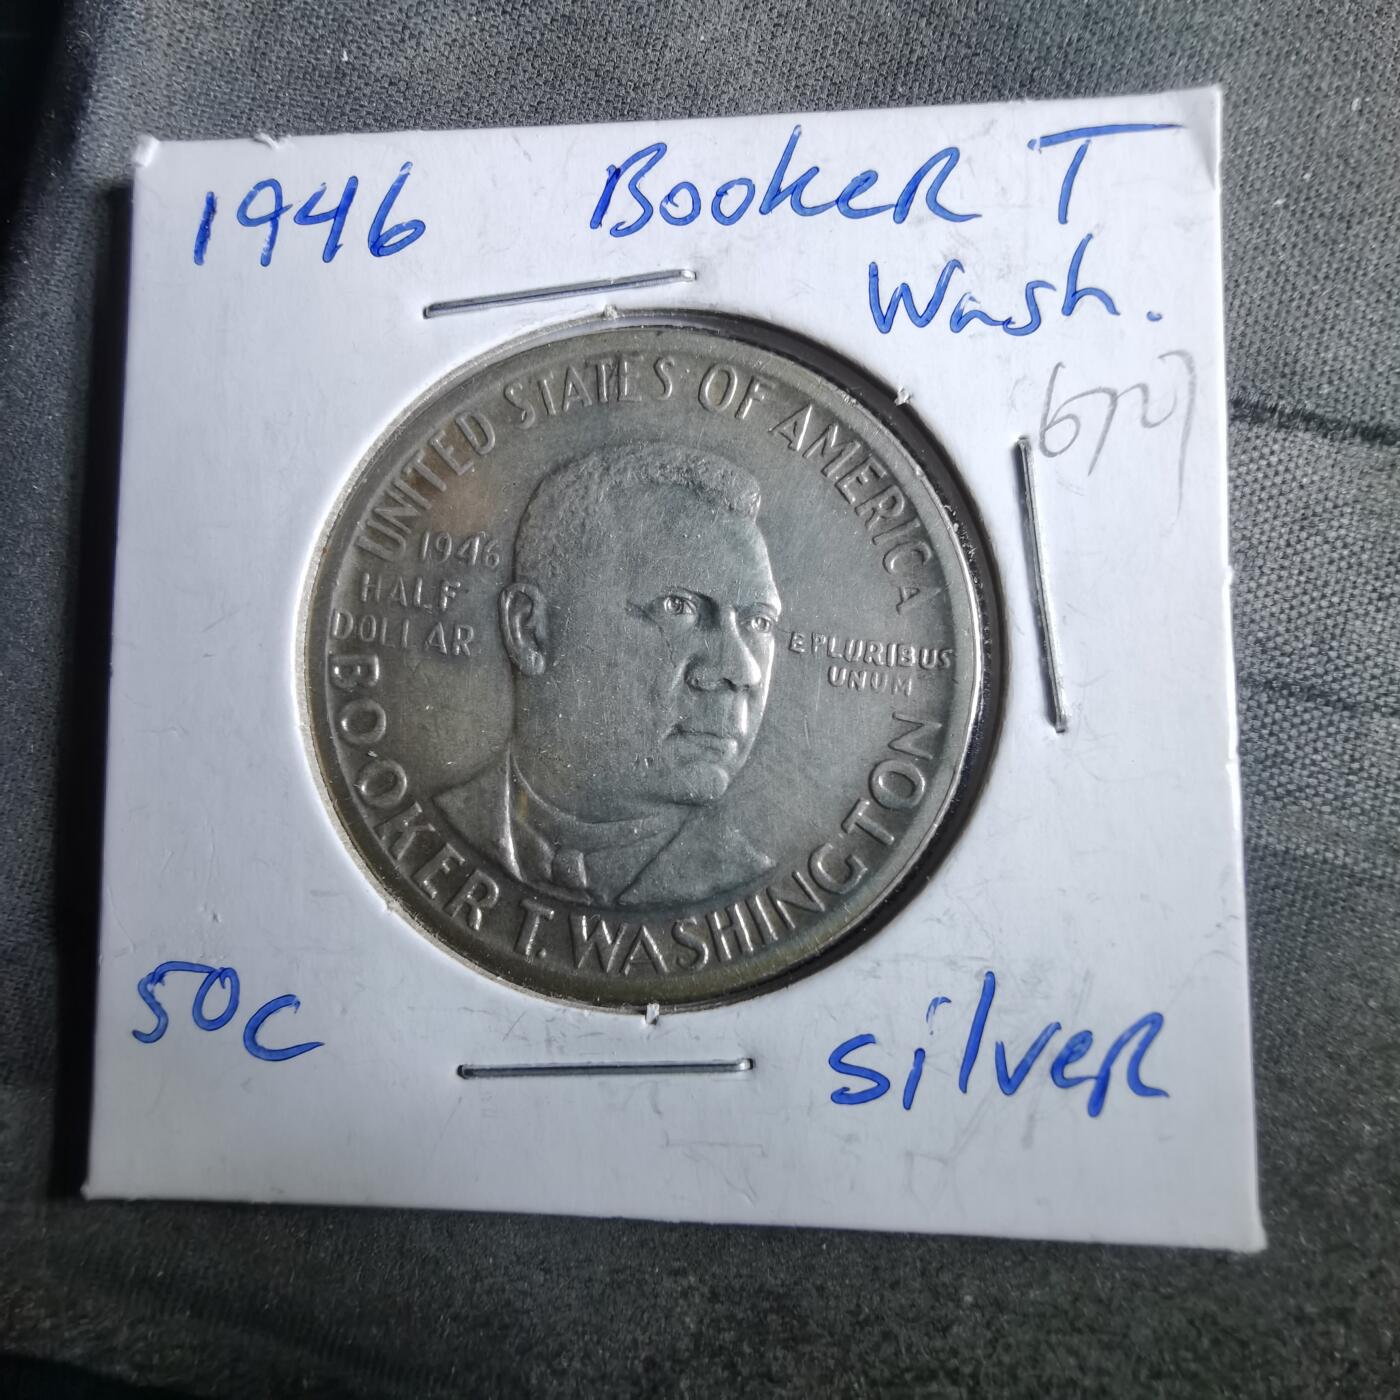 1946 Booker T
Wash.
UNITED STATES OF AMERICA
1946
HALF
DOLLAR
E PLURIBUS
UNUM
BOOKER T. WASHINGTON
50C
Silver